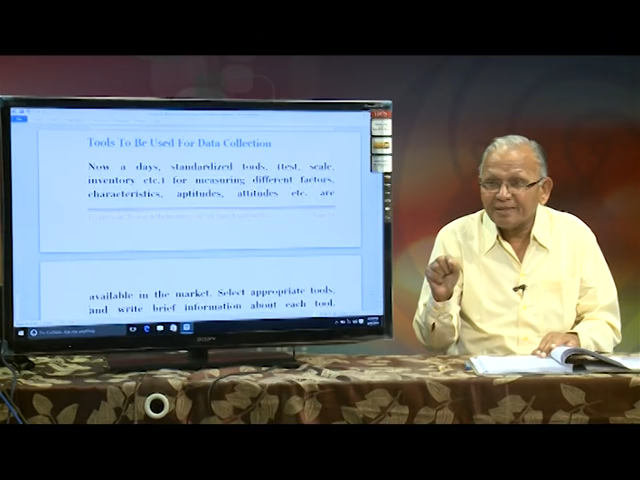 Tools To Be Used For Data Collection
Now a days, standardized tools, (test, scale,
inventory etc.) for measuring different factors,
characteristics, aptitudes, attitudes etc. are
available in the market. Select appropriate tools,
and write brief information about each tool.
SONY